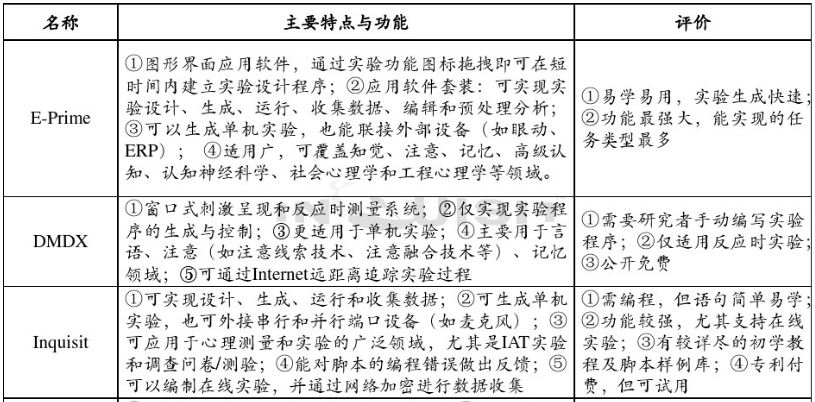 名称
主要特点与功能
评价
E-Prime
①图形界面应用软件，通过实验功能图标拖拽即可在短
时间内建立实验设计程序；②应用软件套装：可实现实
验设计、生成、运行、收集数据、编辑和预处理分析；
③可以生成单机实验，也能联接外部设备（如眼动、
ERP）； ④适用广，可覆盖知觉、注意、记忆、高级认
知、认知神经科学、社会心理学和工程心理学等领域。
①易学易用，实验生成快速；
②功能最强大，能实现的任
务类型最多
DMDX
①窗口式刺激呈现和反应时测量系统；②仅实现实验程
序的生成与控制；③更适用于单机实验；④主要用于言
语、注意（如注意线索技术、注意融合技术等）、记忆
领域；⑤可通过Internet远距离追踪实验过程
①需要研究者手动编写实验
程序；②仅适用反应时实验；
③公开免费
Inquisit
①可实现设计、生成、运行和收集数据；②可生成单机
实验，也可外接串行和并行端口设备（如麦克风）；③
可应用于心理测量和实验的广泛领域，尤其是IAT实验
和调查问卷/测验；④能对脚本的编程错误做出反馈；⑤
可以编制在线实验，并通过网络加密进行数据收集
①需编程，但语句简单易学；
②功能较强，尤其支持在线
实验；③有较详尽的初学教
程及脚本样例库；④专利付
费，但可试用
INQUISIT